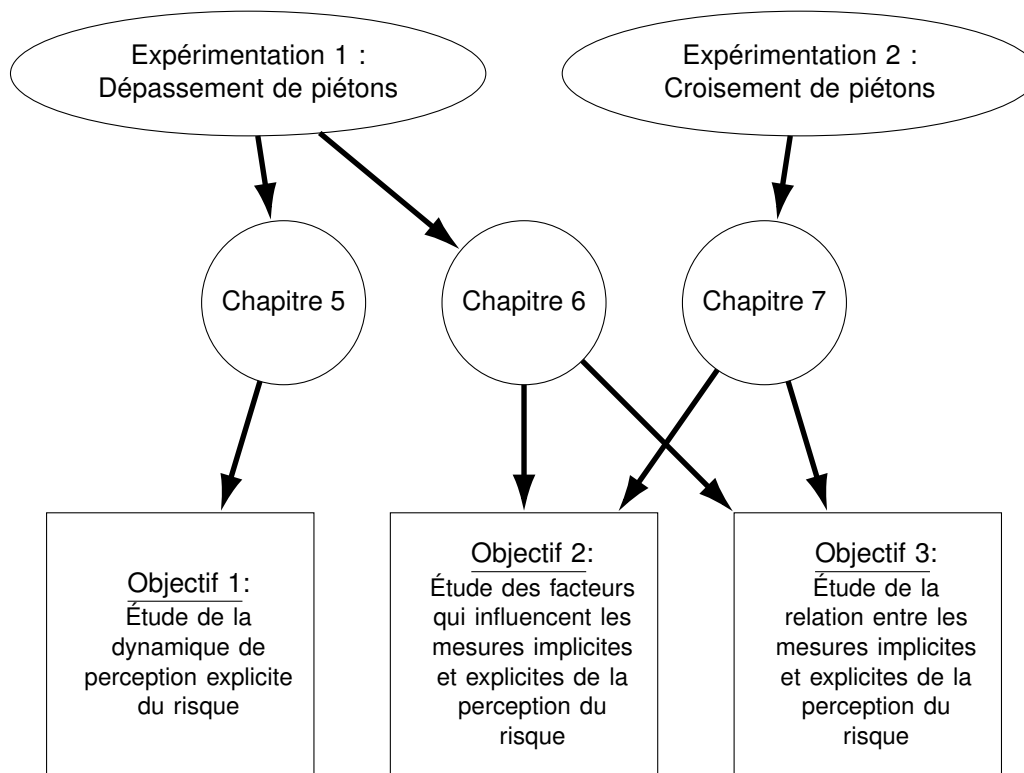 Expérimentation 1 :
Dépassement de piétons
Expérimentation 2 :
Croisement de piétons
Chapitre 5
Chapitre 6
Chapitre 7
Objectif 1:
Étude de la
dynamique de
perception explicite
du risque
Objectif 2:
Étude des facteurs
qui influencent les
mesures implicites
et explicites de la
perception du
risque
Objectif 3:
Étude de la
relation entre les
mesures implicites
et explicites de la
perception du
risque